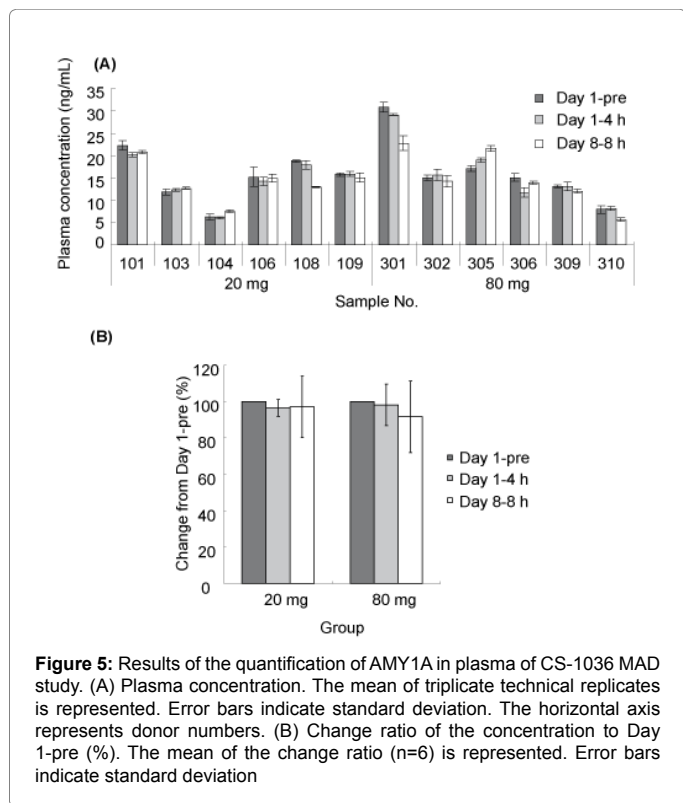 (A)
Plasma concentration (ng/mL)
35
30
25
20
15
10
5
0
Day 1-pre
Day 1-4 h
Day 8-8 h
101 103 104 106 108 109 301 302 305 306 309 310
20 mg 80 mg
Sample No.
(B)
Change from Day 1-pre (%)
120
100
80
60
40
20
0
Day 1-pre
Day 1-4 h
Day 8-8 h
20 mg 80 mg
Group
Figure 5: Results of the quantification of AMY1A in plasma of CS-1036 MAD
study. (A) Plasma concentration. The mean of triplicate technical replicates
is represented. Error bars indicate standard deviation. The horizontal axis
represents donor numbers. (B) Change ratio of the concentration to Day
1-pre (%). The mean of the change ratio (n=6) is represented. Error bars
indicate standard deviation